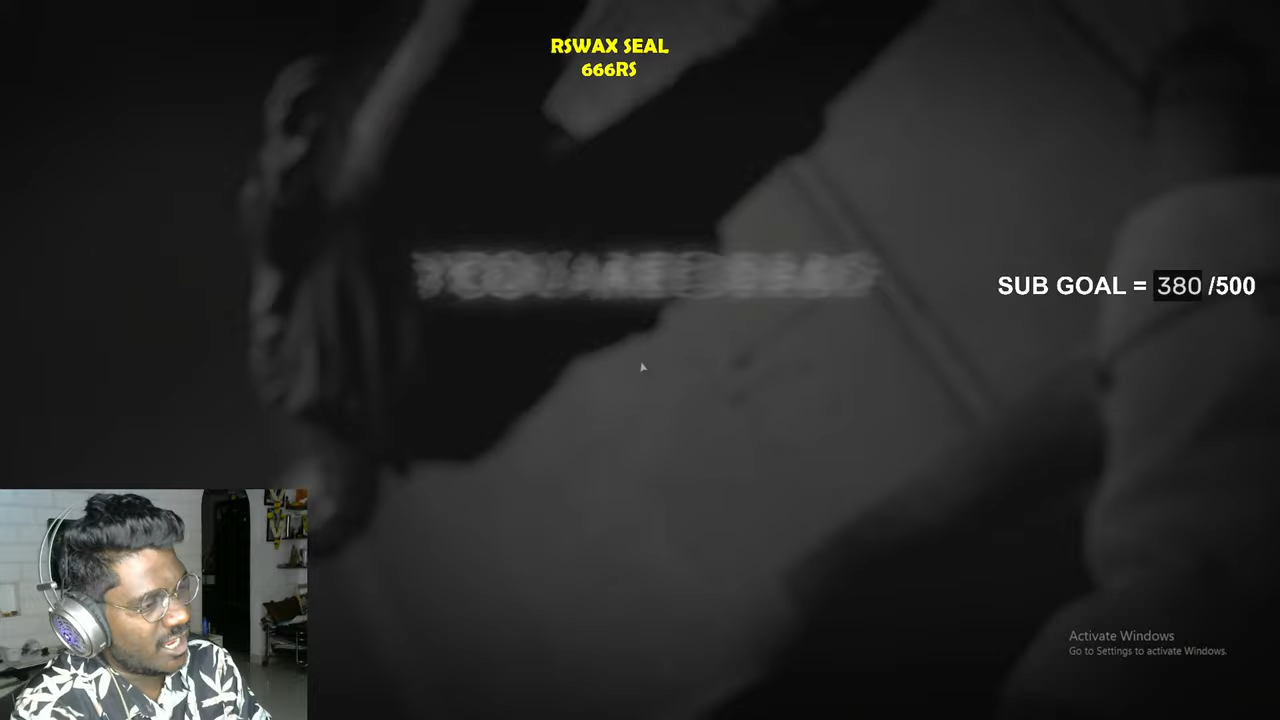 RSWAX SEAL
666RS
SUB GOAL = 380 /500
Activate Windows
Go to Settings to activate Windows.